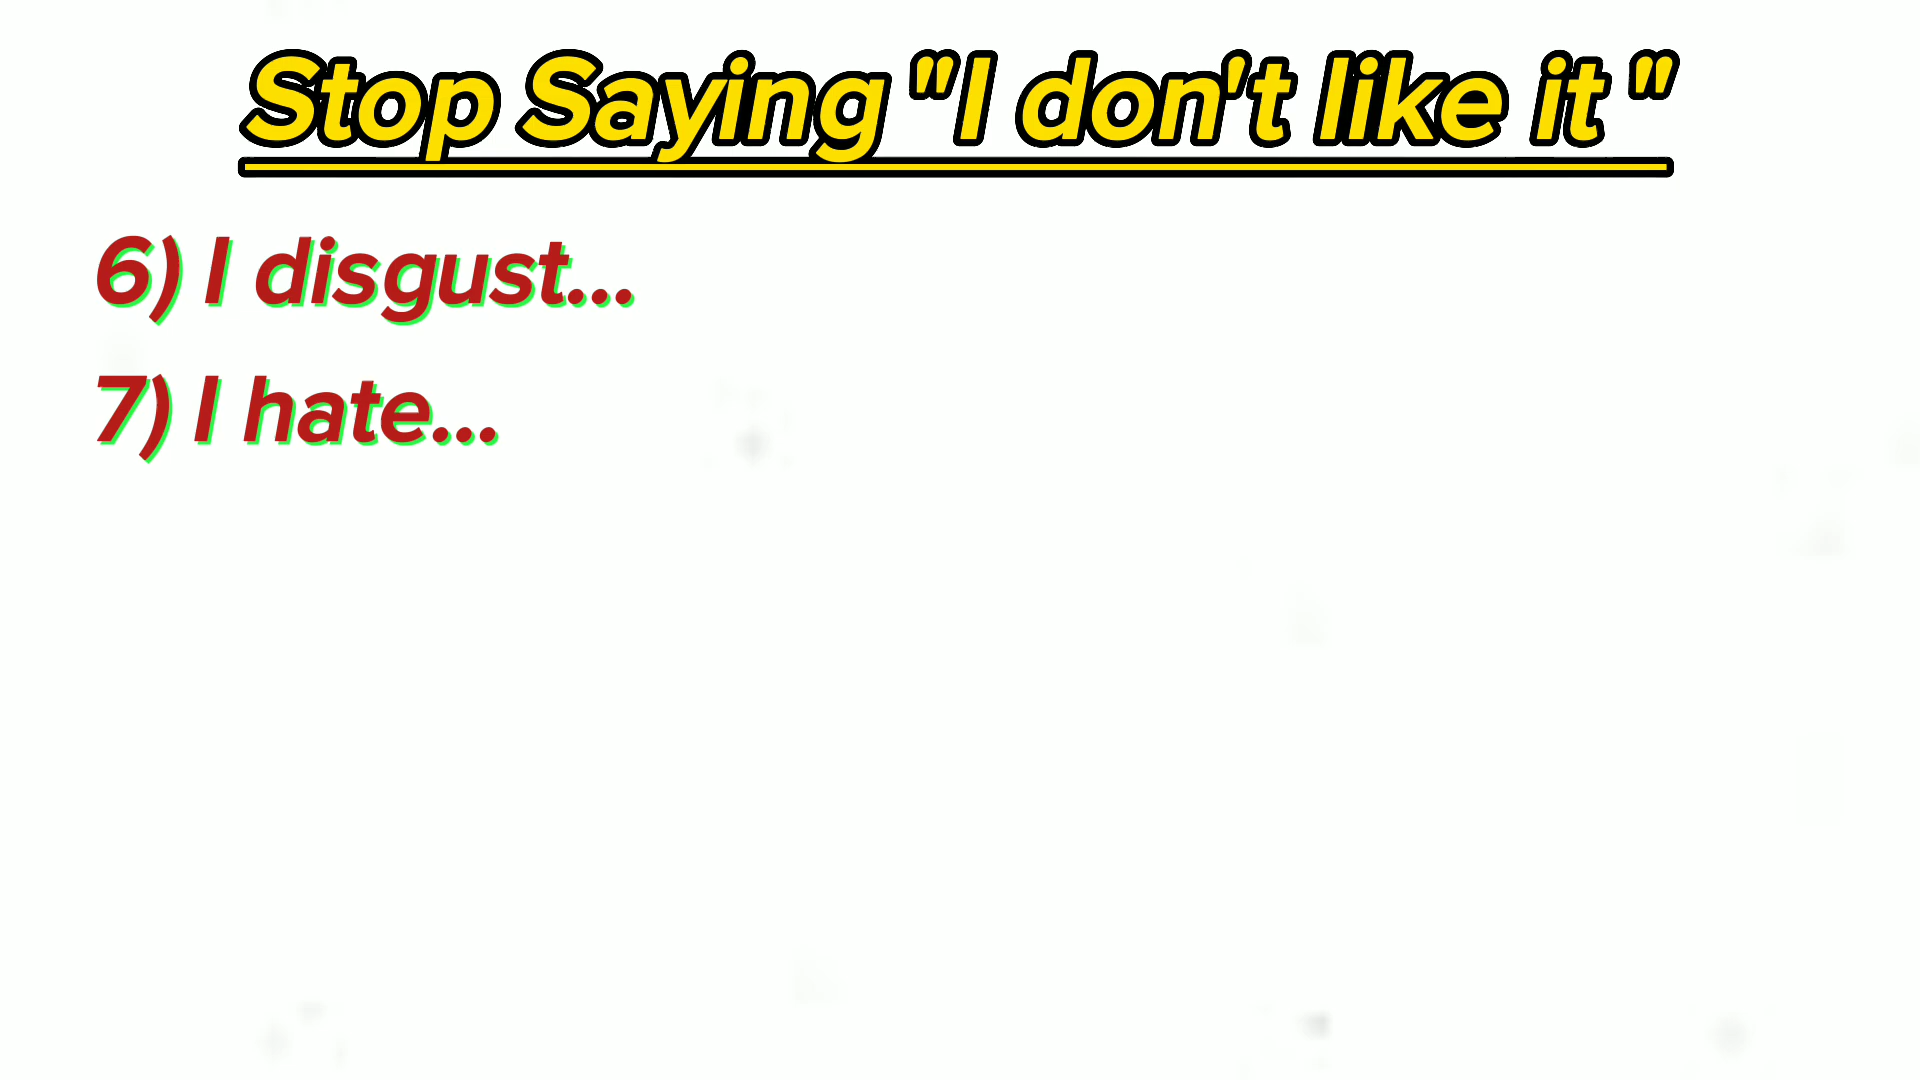 Stop Saying "I don't like it "
6) I disgust...
7) I hate...